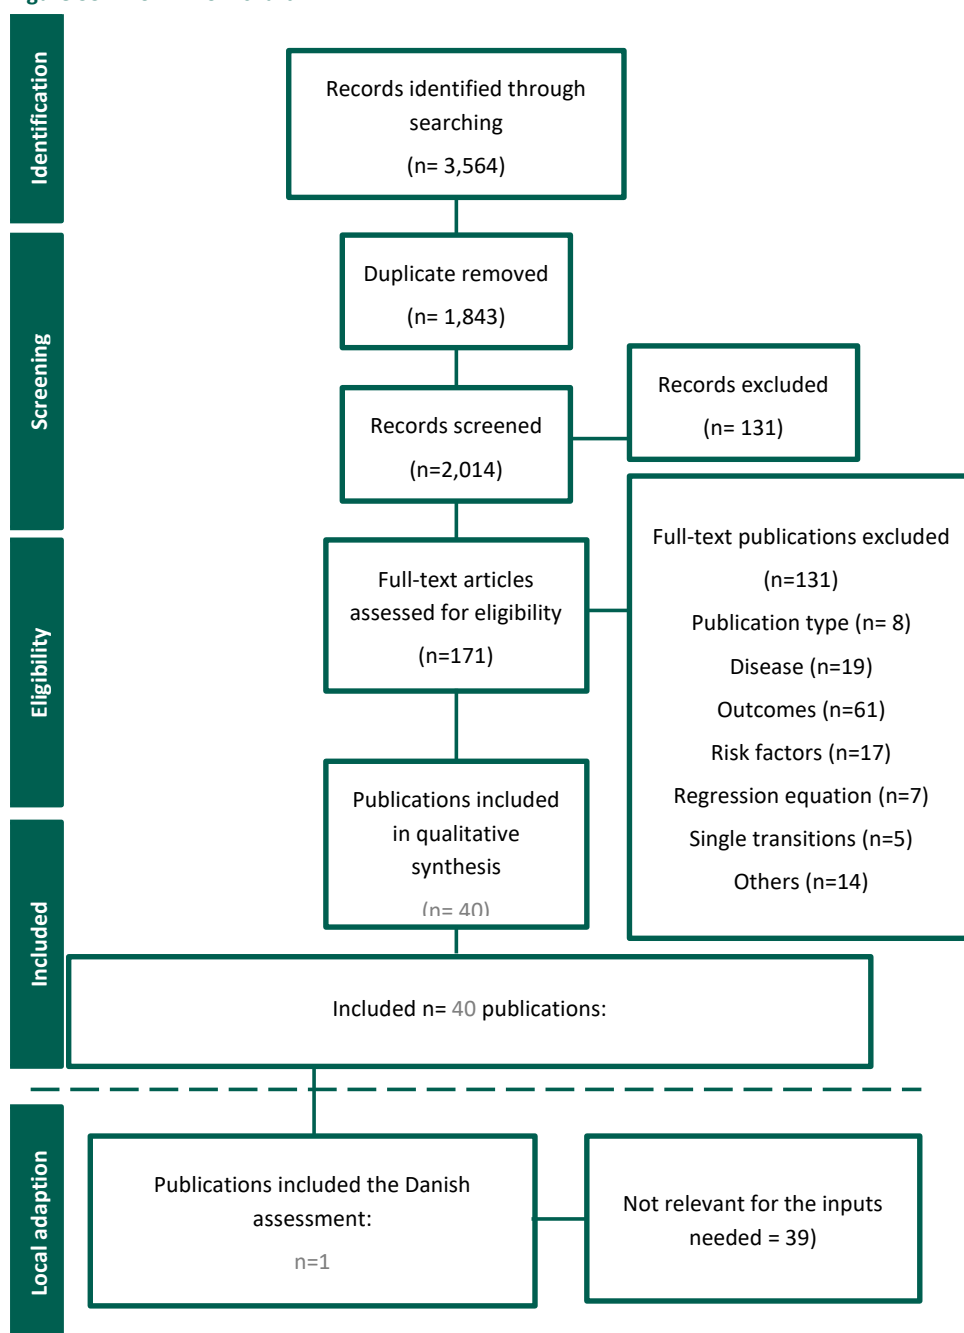 Identification
Records identified through
searching
(n= 3,564)
Screening
Duplicate removed
(n= 1,843)
Records screened
(n=2,014)
Records excluded
(n= 131)
Eligibility
Full-text articles
assessed for eligibility
(n=171)
Full-text publications excluded
(n=131)
Publication type (n= 8)
Disease (n=19)
Outcomes (n=61)
Risk factors (n=17)
Regression equation (n=7)
Single transitions (n=5)
Others (n=14)
Included
Publications included
in qualitative
synthesis
(n= 40)
Included n= 40 publications:
Local adaption
Publications included the Danish
assessment:
n=1
Not relevant for the inputs
needed = 39)